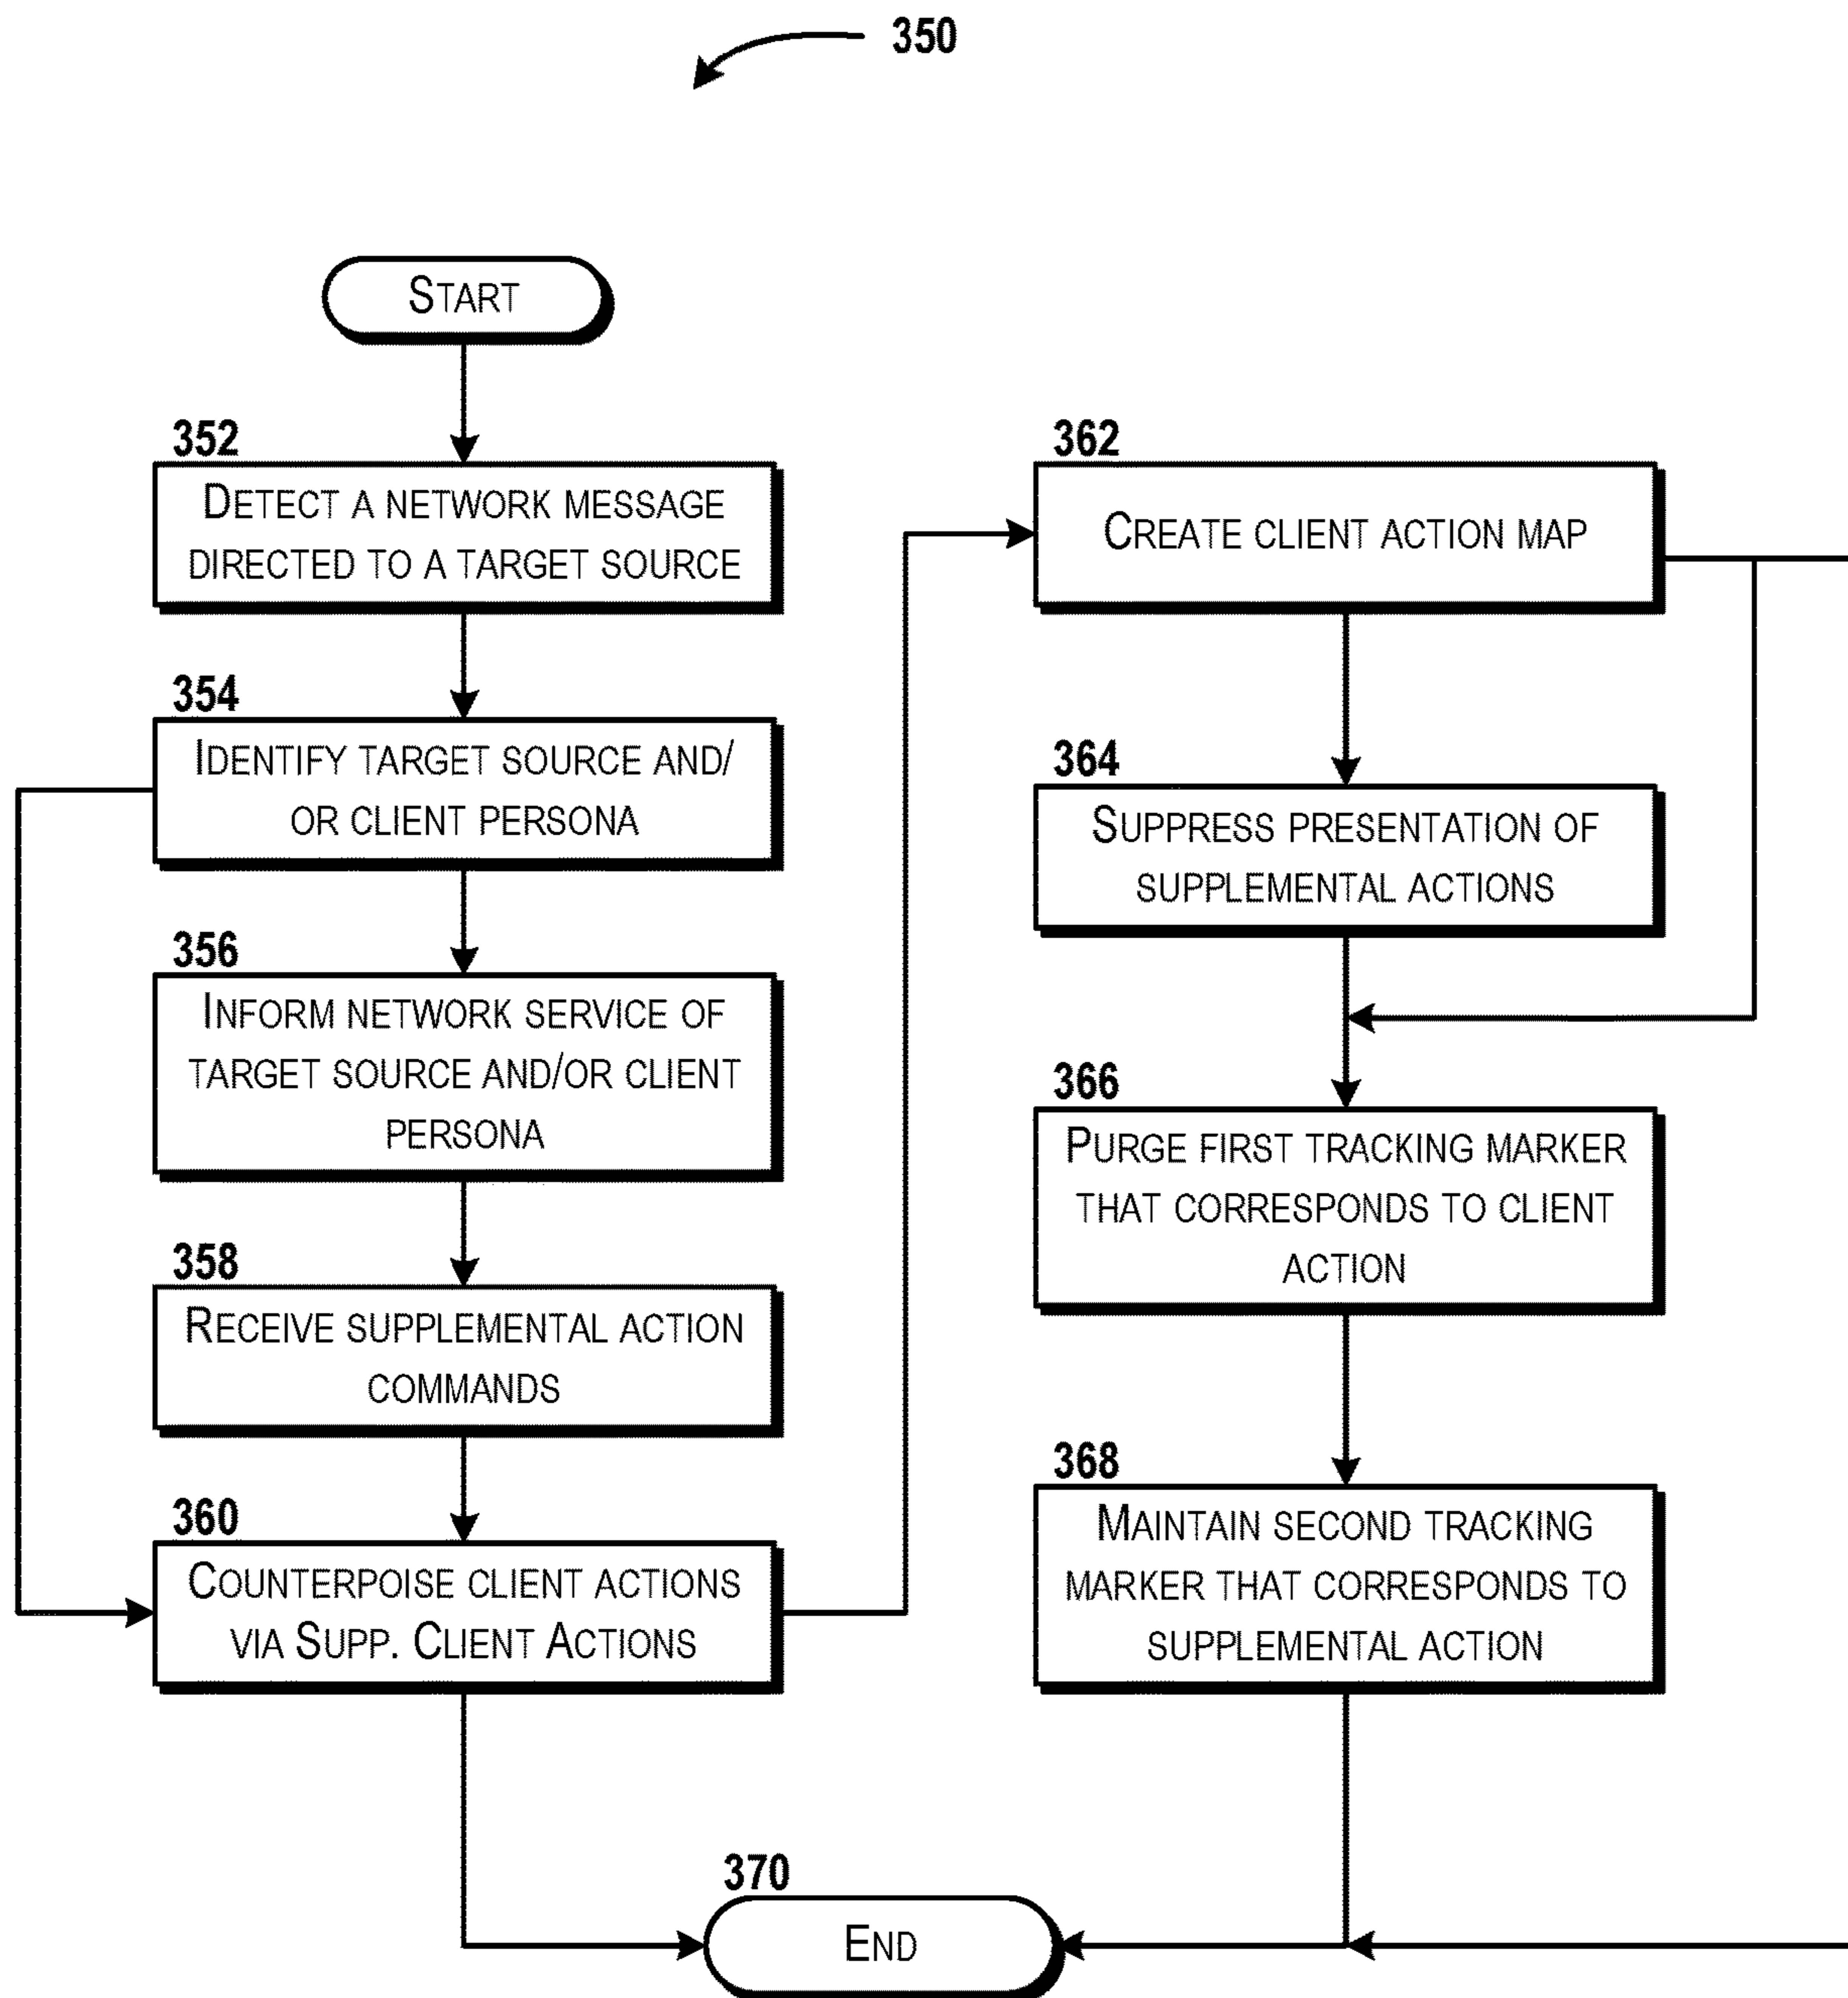 350
START
352
DETECT A NETWORK MESSAGE
DIRECTED TO A TARGET SOURCE
354
IDENTIFY TARGET SOURCE AND/
OR CLIENT PERSONA
356
INFORM NETWORK SERVICE OF
TARGET SOURCE AND/OR CLIENT
PERSONA
358
RECEIVE SUPPLEMENTAL ACTION
COMMANDS
360
COUNTERPOISE CLIENT ACTIONS
VIA SUPP. CLIENT ACTIONS
362
CREATE CLIENT ACTION MAP
364
SUPPRESS PRESENTATION OF
SUPPLEMENTAL ACTIONS
366
PURGE FIRST TRACKING MARKER
THAT CORRESPONDS TO CLIENT
ACTION
368
MAINTAIN SECOND TRACKING
MARKER THAT CORRESPONDS TO
SUPPLEMENTAL ACTION
370
END